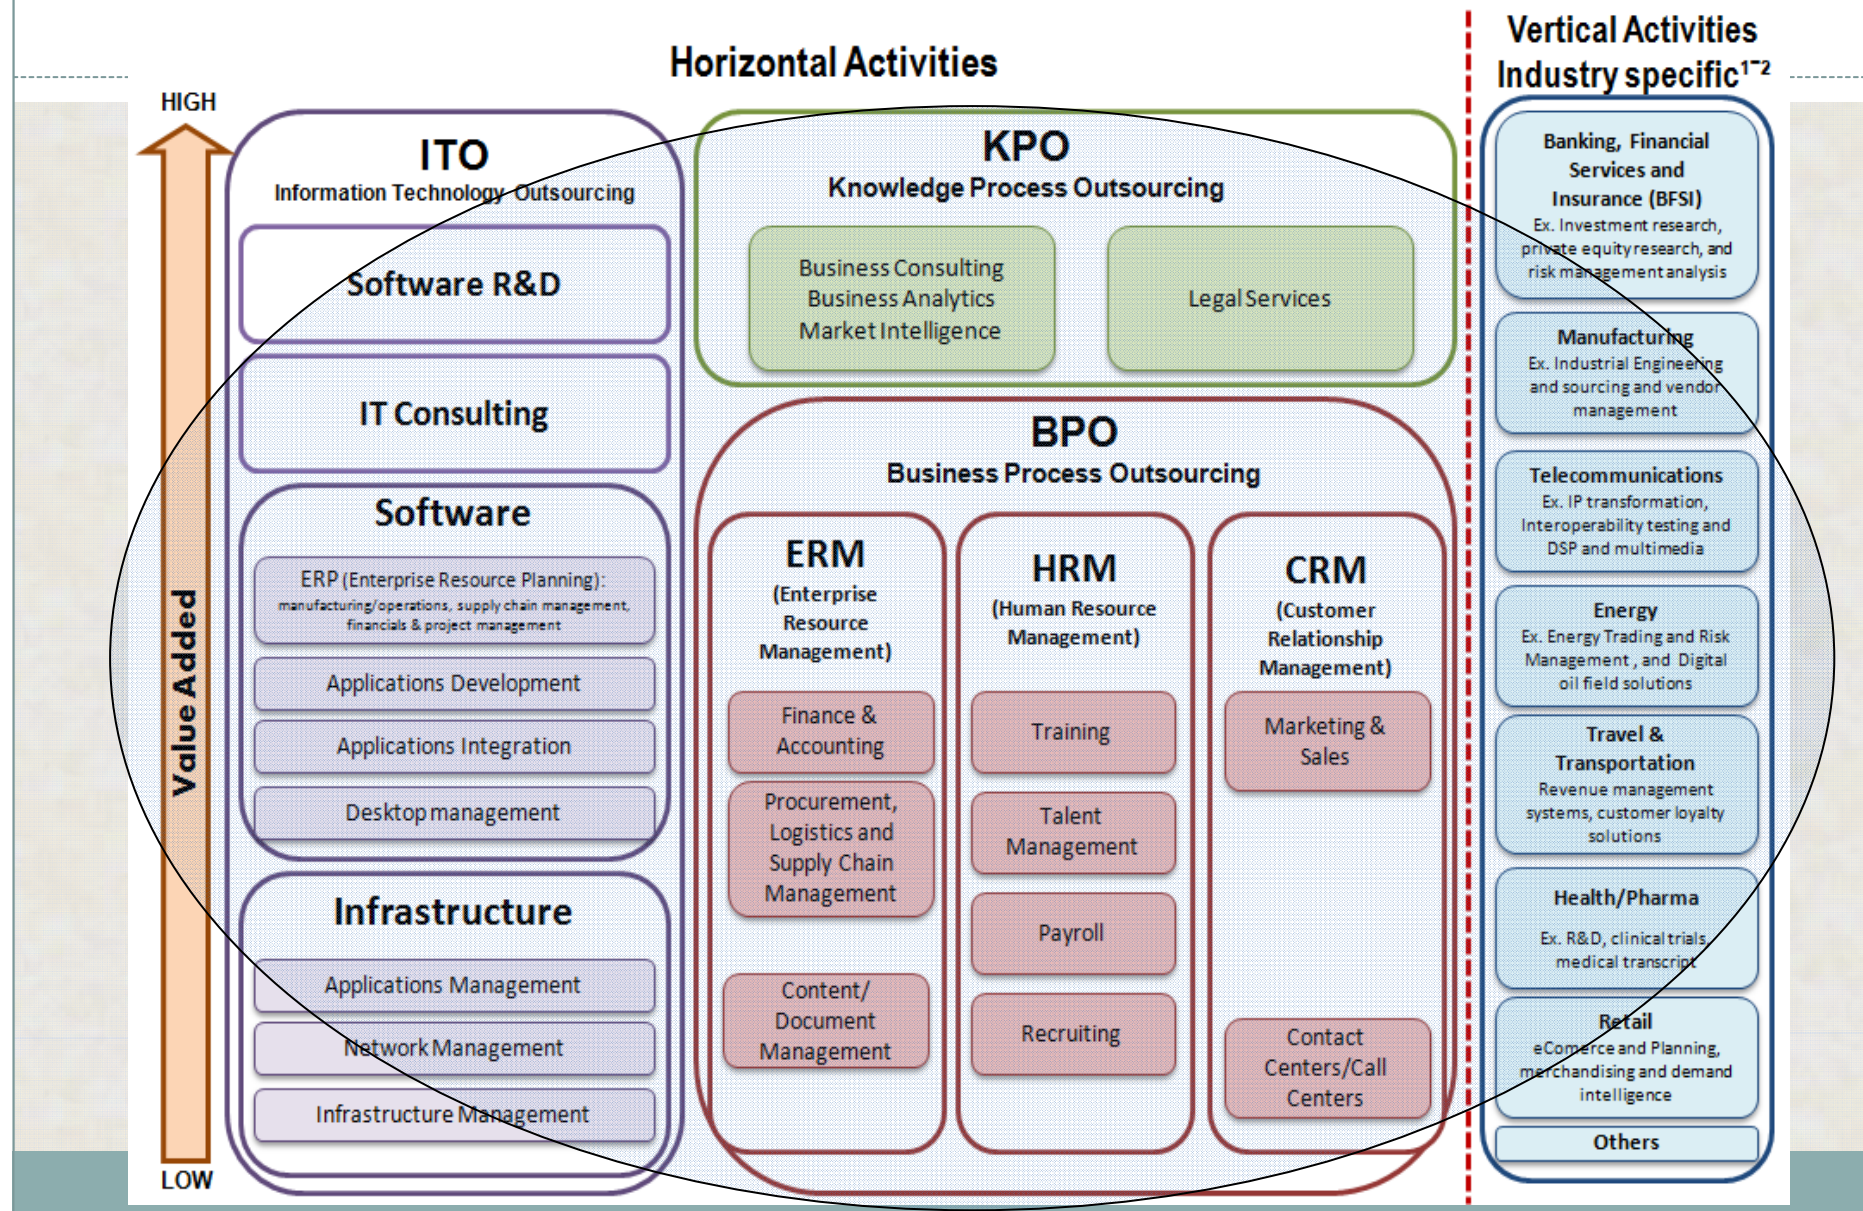 Horizontal Activities
Vertical Activities
Industry specific¹⁻²
HIGH
Value Added
LOW
ITO
Information Technology Outsourcing
Software R&D
IT Consulting
Software
ERP (Enterprise Resource Planning):
manufacturing/operations, supply chain management,
financials & project management
Applications Development
Applications Integration
Desktop management
Infrastructure
Applications Management
Network Management
Infrastructure Management
KPO
Knowledge Process Outsourcing
Business Consulting
Business Analytics
Market Intelligence
Legal Services
BPO
Business Process Outsourcing
ERM
(Enterprise
Resource
Management)
Finance &
Accounting
Procurement,
Logistics and
Supply Chain
Management
Content/
Document
Management
HRM
(Human Resource
Management)
Training
Talent
Management
Payroll
Recruiting
CRM
(Customer
Relationship
Management)
Marketing &
Sales
Contact
Centers/Call
Centers
Banking, Financial
Services and
Insurance (BFSI)
Ex. Investment research,
private equity research, and
risk management analysis
Manufacturing
Ex. Industrial Engineering
and sourcing and vendor
management
Telecommunications
Ex. IP transformation,
Interoperability testing and
DSP and multimedia
Energy
Ex. Energy Trading and Risk
Management , and Digital
oil field solutions
Travel &
Transportation
Revenue management
systems, customer loyalty
solutions
Health/Pharma
Ex. R&D, clinical trials,
medical transcript
Retail
eComerce and Planning,
merchandising and demand
intelligence
Others